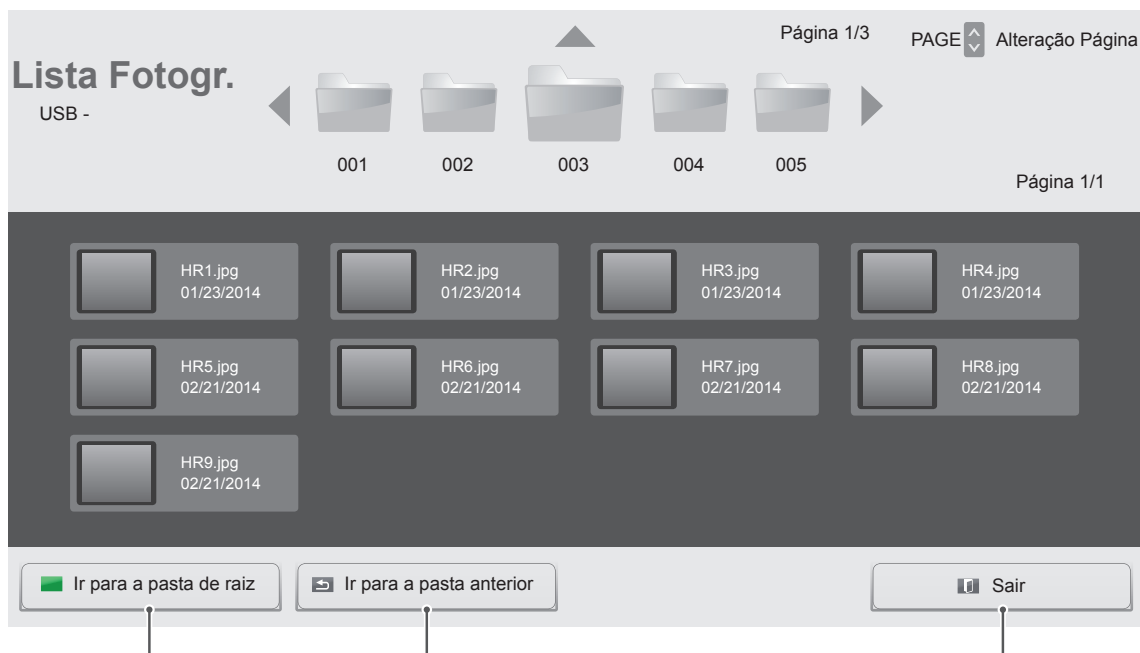 Página 1/3
PAGE Alteração Página
Lista Fotogr.
USB -
001 002 003 004 005
Página 1/1
HR1.jpg
01/23/2014
HR2.jpg
01/23/2014
HR3.jpg
01/23/2014
HR4.jpg
01/23/2014
HR5.jpg
02/21/2014
HR6.jpg
02/21/2014
HR7.jpg
02/21/2014
HR8.jpg
02/21/2014
HR9.jpg
02/21/2014
Ir para a pasta de raiz
Ir para a pasta anterior
Sair